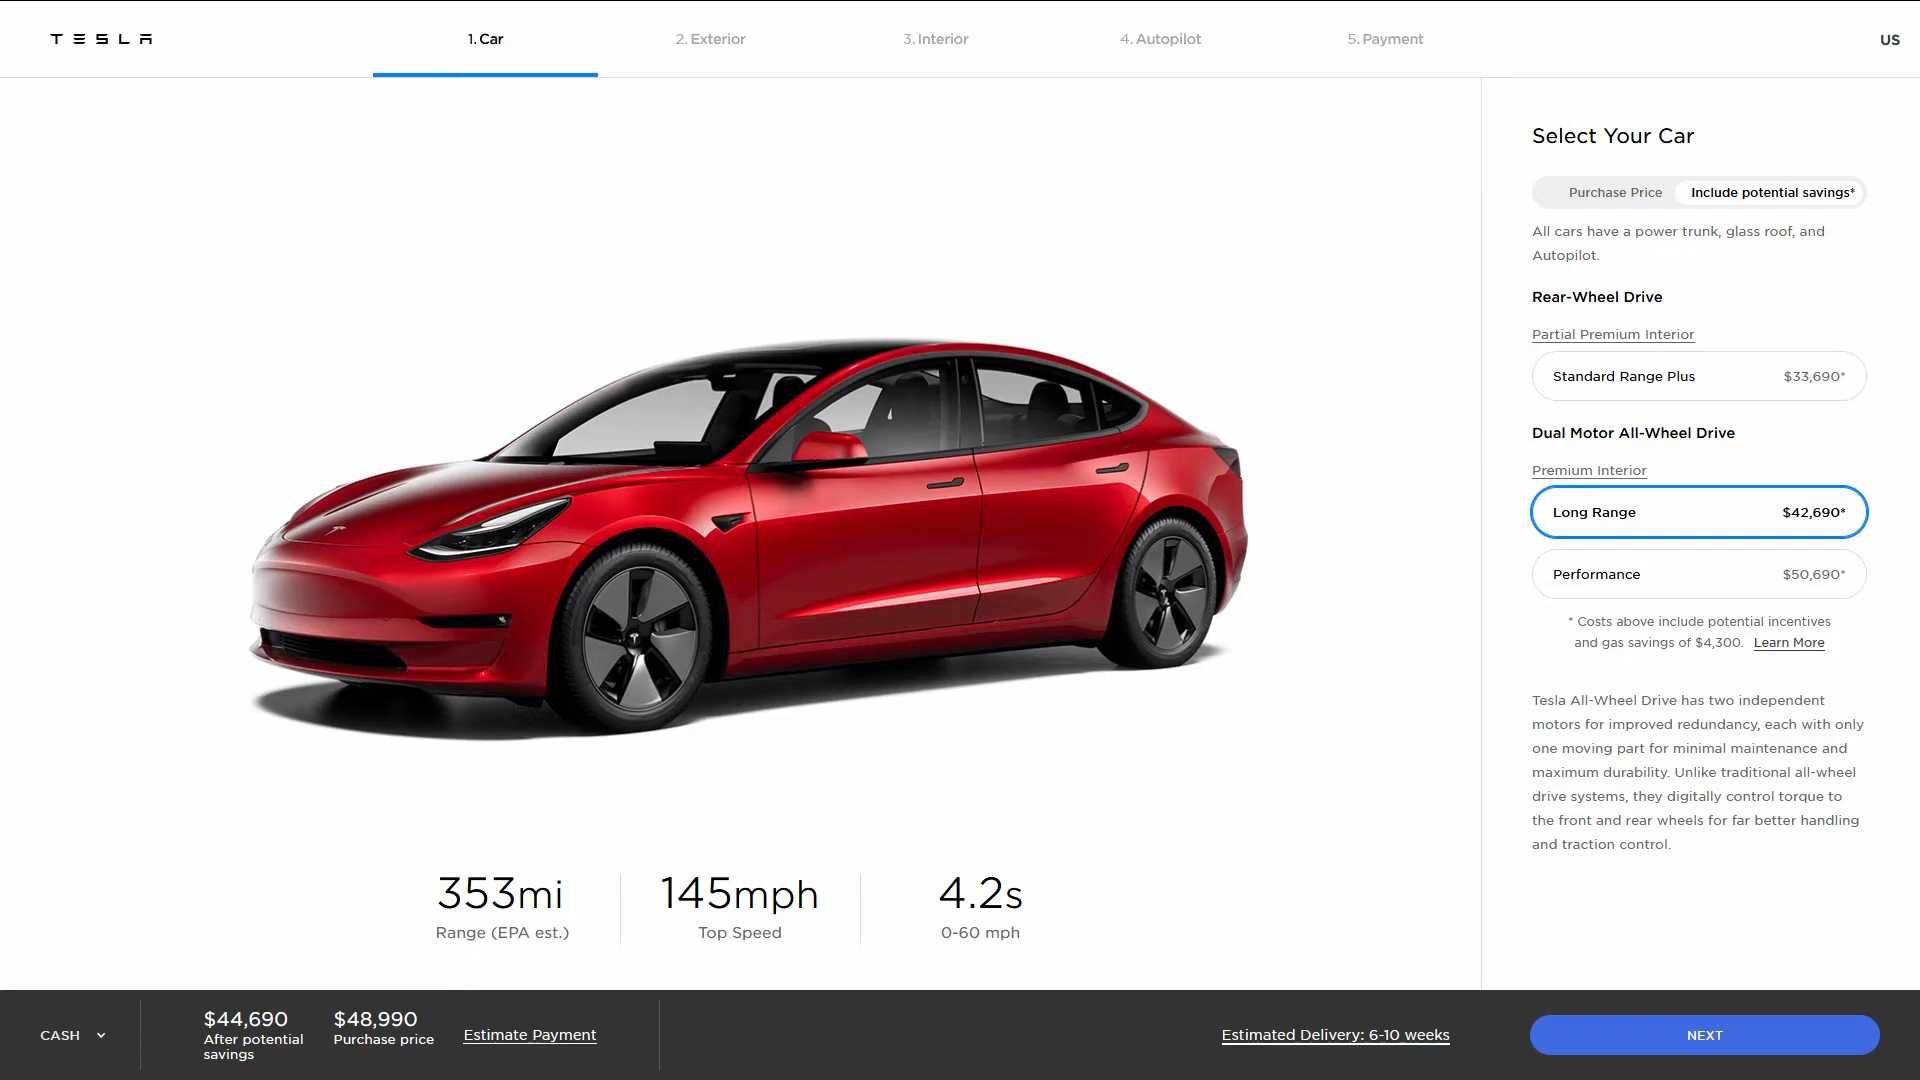 TESLA
1. Car
2. Exterior
3. Interior
4. Autopilot
5. Payment
US
Select Your Car
Purchase Price
Include potential savings*
All cars have a power trunk, glass roof, and
Autopilot.
Rear-Wheel Drive
Partial Premium Interior
Standard Range Plus $33,690*
Dual Motor All-Wheel Drive
Premium Interior
Long Range $42,690*
Performance $50,690*
* Costs above include potential incentives
and gas savings of $4,300. Learn More
Tesla All-Wheel Drive has two independent
motors for improved redundancy, each with only
one moving part for minimal maintenance and
maximum durability. Unlike traditional all-wheel
drive systems, they digitally control torque to
the front and rear wheels for far better handling
and traction control.
353mi
Range (EPA est.)
145mph
Top Speed
4.2s
0-60 mph
CASH
$44,690
After potential
savings
$48,990
Purchase price
Estimate Payment
Estimated Delivery: 6-10 weeks
NEXT